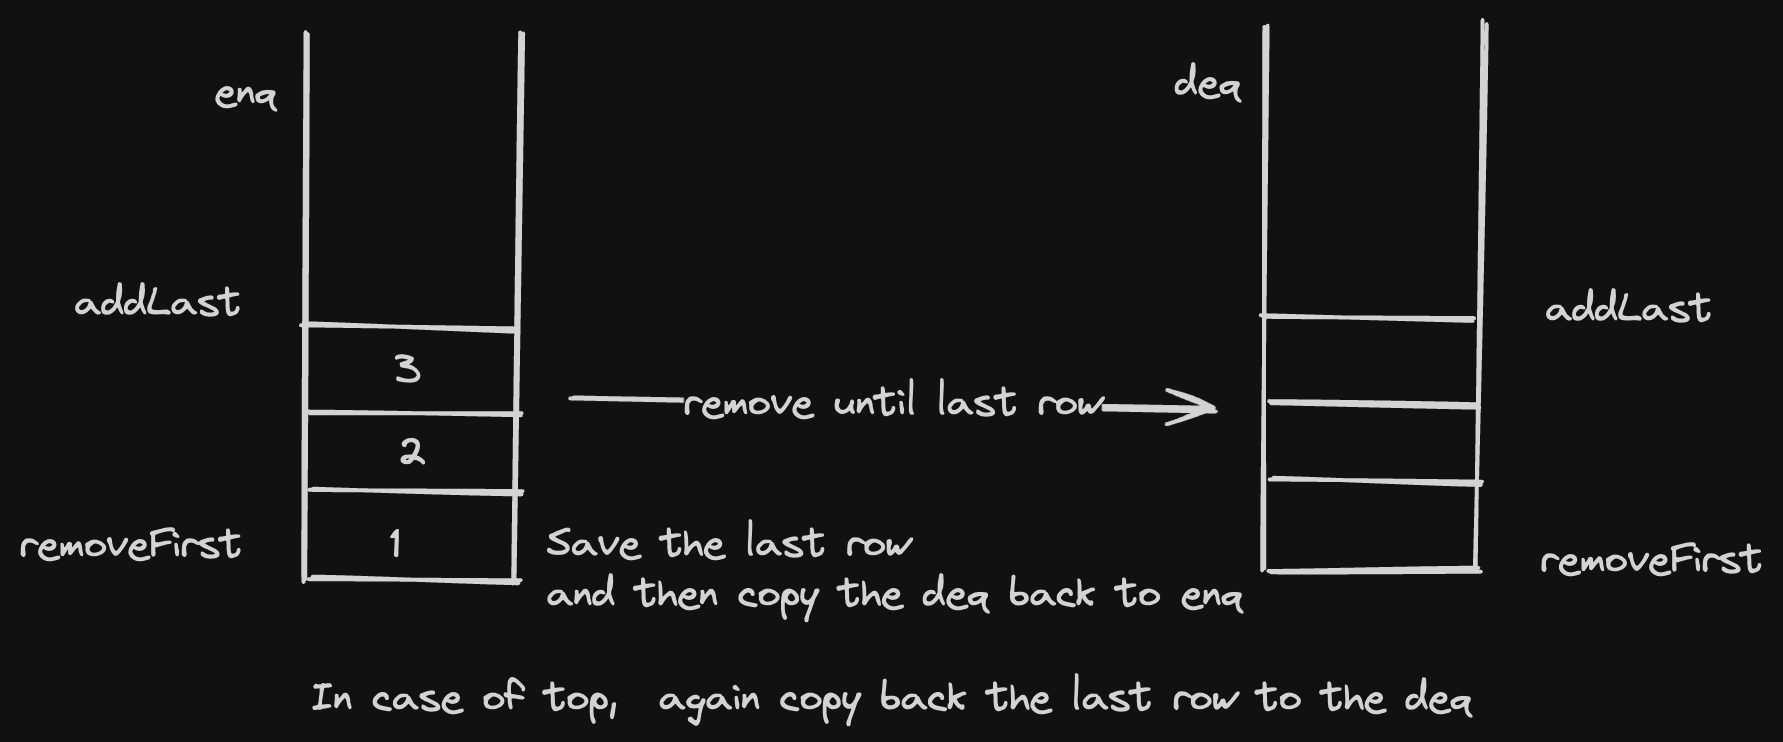 enq
deq
addLast
addLast
3
remove until last row
2
removeFirst
1
Save the last row
removeFirst
and then copy the deq back to enq
In case of top, again copy back the last row to the deq